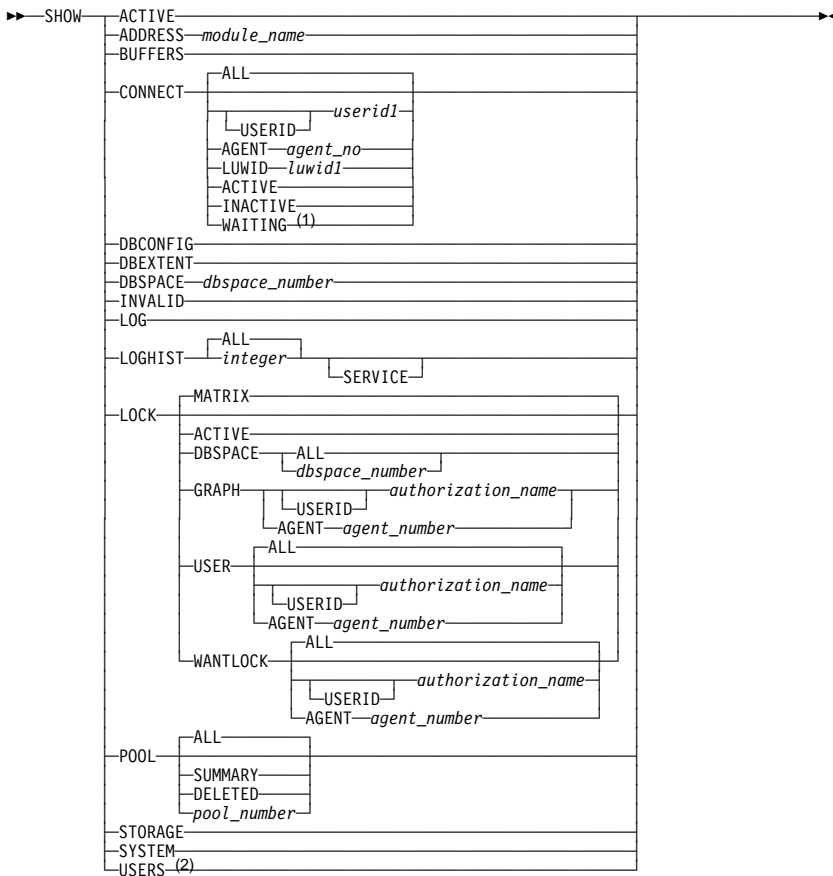 SHOW ACTIVE
ADDRESS module_name
BUFFERS
ALL
CONNECT
userid1
USERID
AGENT agent_no
LUWID luwid1
ACTIVE
INACTIVE
WAITING (1)
DBCONFIG
DBEXTENT
DBSPACE dbspace_number
INVALID
LOG
ALL
LOGHIST integer
SERVICE
MATRIX
LOCK
ACTIVE
DBSPACE ALL
dbspace_number
GRAPH authorization_name
USERID
AGENT agent_number
ALL
USER
authorization_name
USERID
AGENT agent_number
ALL
WANTLOCK
authorization_name
USERID
AGENT agent_number
ALL
POOL
SUMMARY
DELETED
pool_number
STORAGE
SYSTEM
USERS (2)